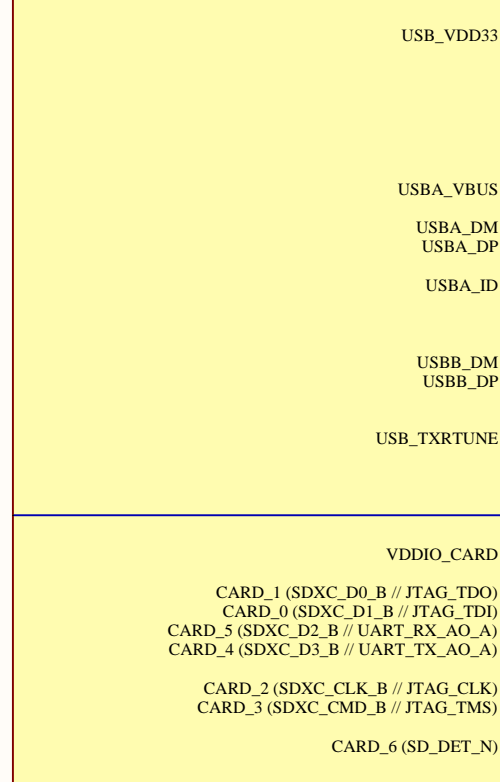 USB_VDD33
USBA_VBUS
USBA_DM
USBA_DP
USBA_ID
USBB_DM
USBB_DP
USB_TXRTUNE
VDDIO_CARD
CARD_1 (SDXC_D0_B // JTAG_TDO)
CARD_0 (SDXC_D1_B // JTAG_TDI)
CARD_5 (SDXC_D2_B // UART_RX_AO_A)
CARD_4 (SDXC_D3_B // UART_TX_AO_A)
CARD_2 (SDXC_CLK_B // JTAG_CLK)
CARD_3 (SDXC_CMD_B // JTAG_TMS)
CARD_6 (SD_DET_N)